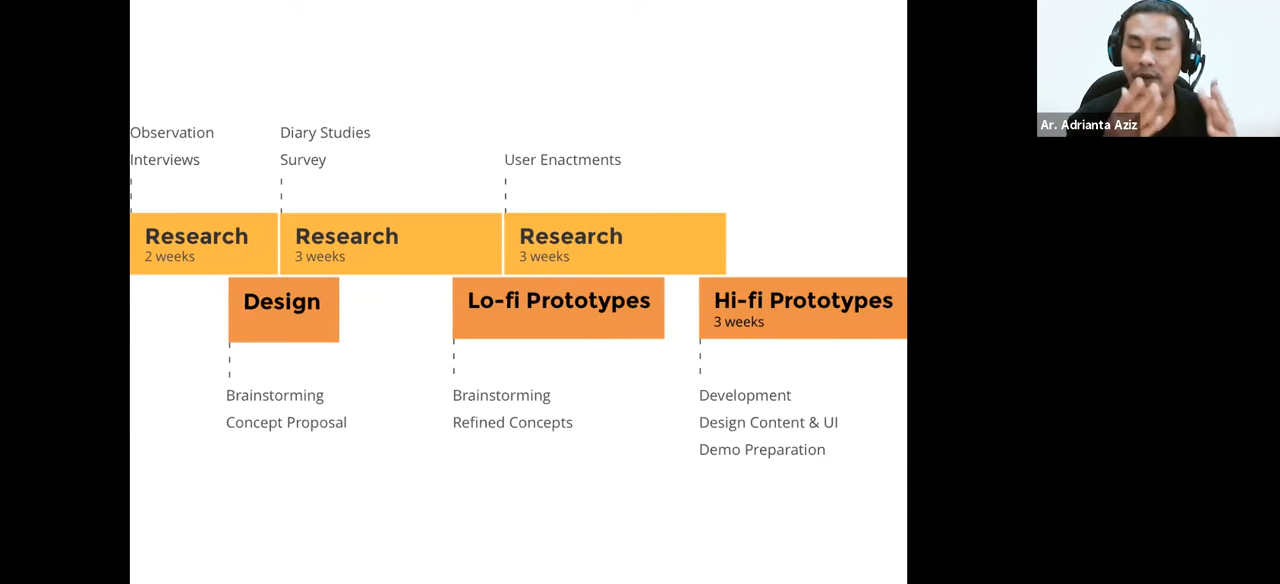 Ar. Adrianta Aziz
Observation
Interviews
Diary Studies
Survey
User Enactments
Research
2 weeks
Research
3 weeks
Research
3 weeks
Design
Lo-fi Prototypes
Hi-fi Prototypes
3 weeks
Brainstorming
Concept Proposal
Brainstorming
Refined Concepts
Development
Design Content & UI
Demo Preparation